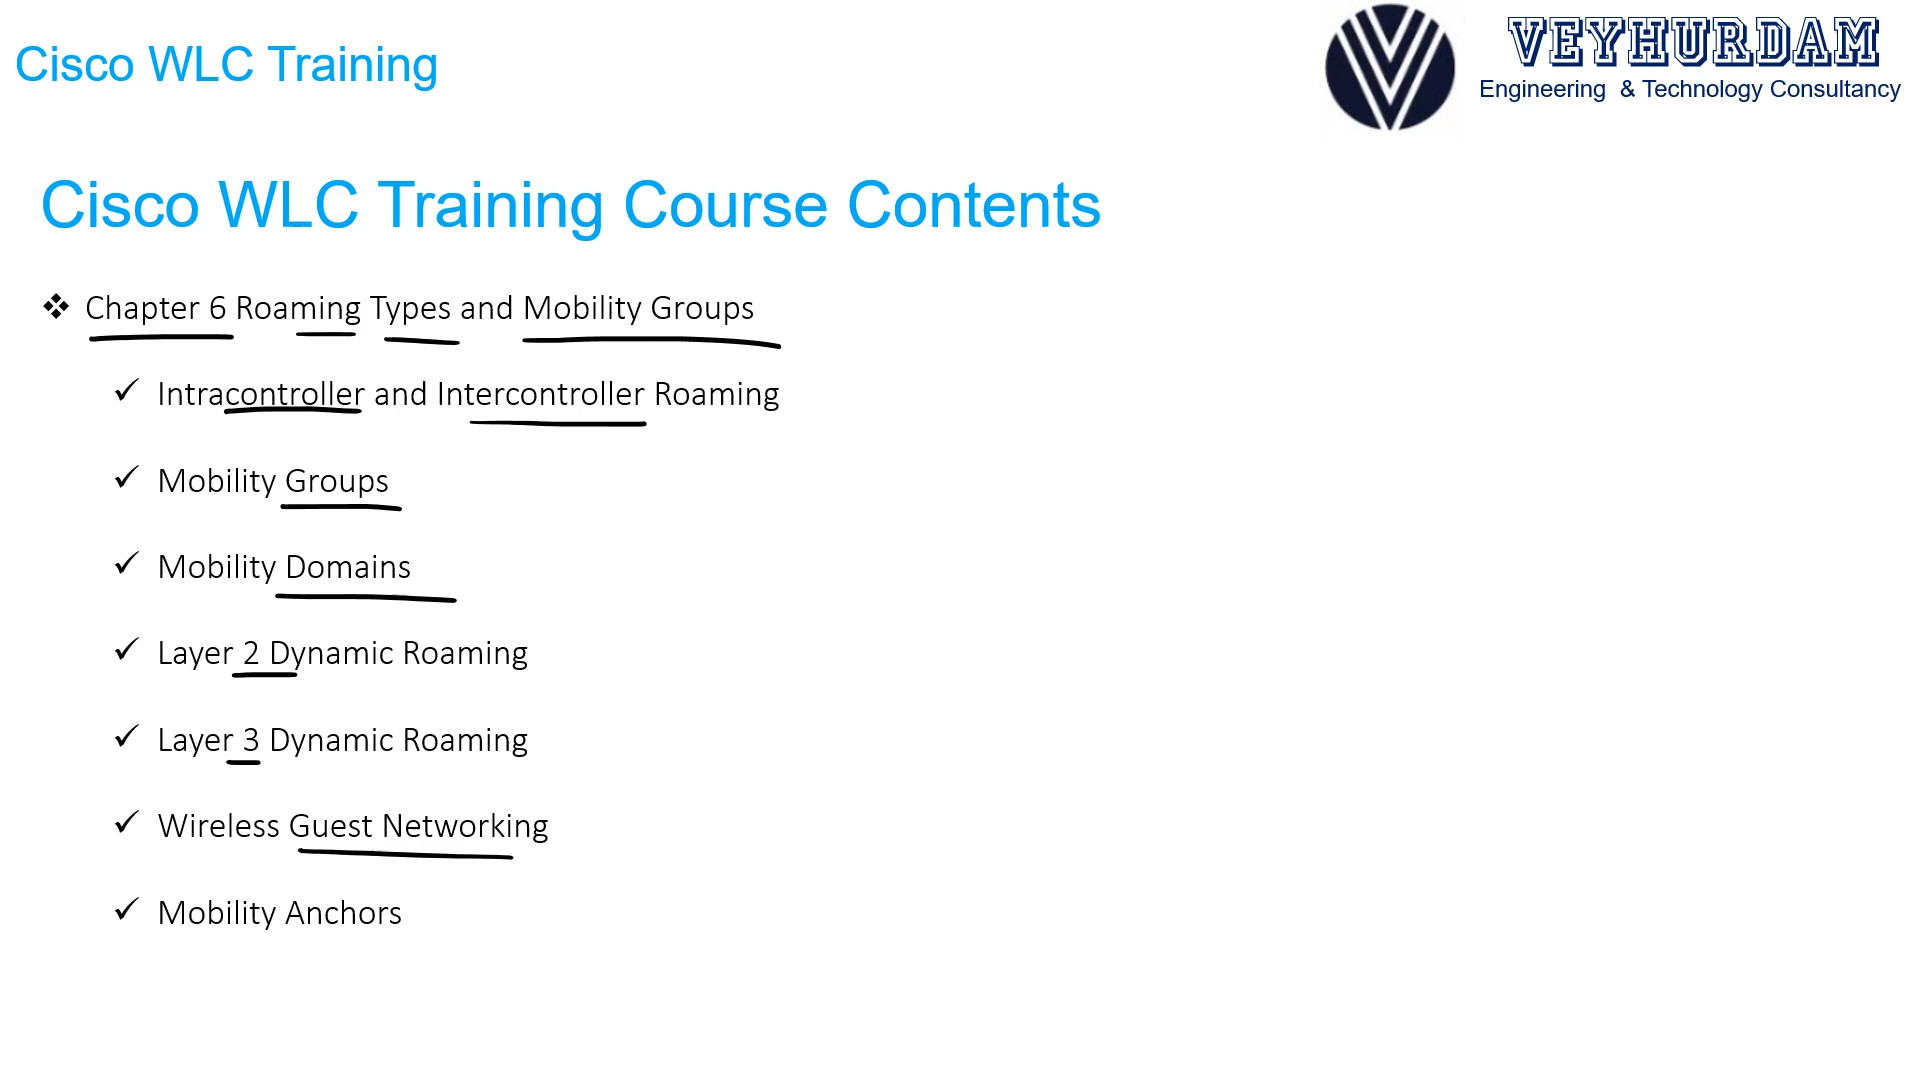 Cisco WLC Training
VEYHURDAM
Engineering & Technology Consultancy
Cisco WLC Training Course Contents
Chapter 6 Roaming Types and Mobility Groups
Intracontroller and Intercontroller Roaming
Mobility Groups
Mobility Domains
Layer 2 Dynamic Roaming
Layer 3 Dynamic Roaming
Wireless Guest Networking
Mobility Anchors